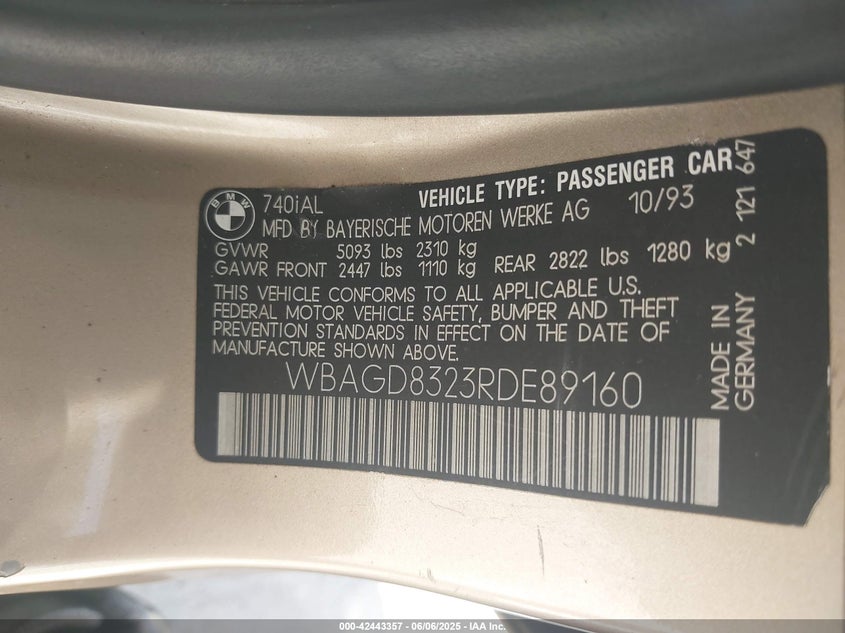 BMW
740iAL
VEHICLE TYPE: PASSENGER CAR
MFD BY BAYERISCHE MOTOREN WERKE AG 10/93
GVWR 5093 lbs 2310 kg
GAWR FRONT 2447 lbs 1110 kg REAR 2822 lbs 1280 kg
THIS VEHICLE CONFORMS TO ALL APPLICABLE U.S.
FEDERAL MOTOR VEHICLE SAFETY, BUMPER AND THEFT
PREVENTION STANDARDS IN EFFECT ON THE DATE OF
MANUFACTURE SHOWN ABOVE.
WBAGD8323RDE89160
2 121 647
MADE IN
GERMANY
000-42443357 - 06/06/2025 - IAA Inc.